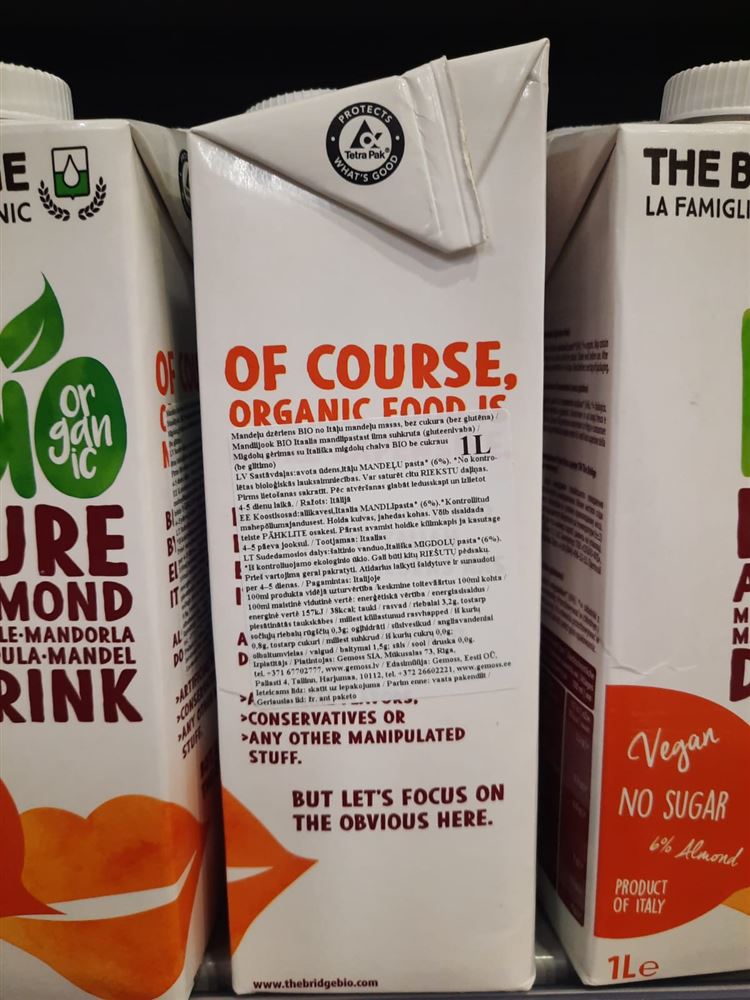 NE
NIC
BIO
or
gan
ic
URE
MOND
LE·MANDORLA
ULA·MANDEL
RINK
PROTECTS
Tetra Pak®
WHAT'S GOOD
OF COURSE,
ORGANIC FOOD IS
Mandeļu dzēriens BIO no Itāļu mandeļu masas, bez cukura (bez glutēna) /
Mandlijook BIO Itaalia mandlipastast ilma suhkruta (gluteenivaba) /
Migdolų gėrimas su Itališka migdolų chalva BIO be cukraus
(be glitimo)
1L
LV Sastāvdaļas:avota ūdens,Itāļu MANDEĻU pasta* (6%). *No kontro-
lētas bioloģiskās lauksaimniecības. Var saturēt citu RIEKSTU daļiņas.
Pirms lietošanas sakratīt. Pēc atvēršanas glabāt ledusskapī un izlietot
4-5 dienu laikā. / Ražots: Itālijā
EE Koostisosad:allikavesi,Itaalia MANDLIpasta* (6%).*Kontrollitud
mahepõllumajandusest. Hoida kuivas, jahedas kohas. Võib sisaldada
teiste PÄHKLITE osakesi. Pärast avamist hoidke külmkapis ja kasutage
4-5 päeva jooksul. / Tootjamaa: Itaalias
LT Sudedamosios dalys:šaltinio vanduo,Itališka MIGDOLŲ pasta*(6%).
*Iš kontroliuojamo ekologinio ūkio. Gali būti kitų RIEŠUTŲ pėdsakų.
Prieš vartojimą gerai pakratyti. Atidarius laikyti šaldytuve ir sunaudoti
per 4-5 dienas. / Pagamintas: Italijoje
100ml produkta vidējā uzturvērtība /keskmine toiteväärtus 100ml kohta /
100ml maistinė vidutinė vertė: enerģētiskā vērtība / energiasisaldus /
energinė vertė 157kJ / 38kcal; tauki / rasvad / riebalai 3,2g, tostarp
piesātinātās taukskābes / millest küllastunud rasvhapped / iš kurių
sočiųjų riebalų rūgščių 0,3g; ogļhidrāti / süsivesikud / angliavandeniai
0,8g, tostarp cukuri / millest suhkrud / iš kurių cukrų 0,0g;
olbaltumvielas / valgud / baltymai 1,5g; sāls / sool / druska 0,0g.
Izplatītājs / Platintojas: Gemoss SIA, Mūkusalas 73, Rīga,
tel. +371 67702777, www.gemoss.lv / Edasimüüja: Gemoss, Eesti OÜ,
Pallasti 4, Tallinn, Harjumaa, 10112, tel. +372 26602221, www.gemoss.ee
Ieteicams līdz: skatīt uz iepakojuma / Parim enne: vaata pakendilt /
Geriausias iki: žr. ant paketo
>CONSERVATIVES OR
>ANY OTHER MANIPULATED
STUFF.
BUT LET'S FOCUS ON
THE OBVIOUS HERE.
www.thebridgebio.com
THE B
LA FAMIGLI
Vegan
NO SUGAR
6% Almond
PRODUCT
OF ITALY
1Le